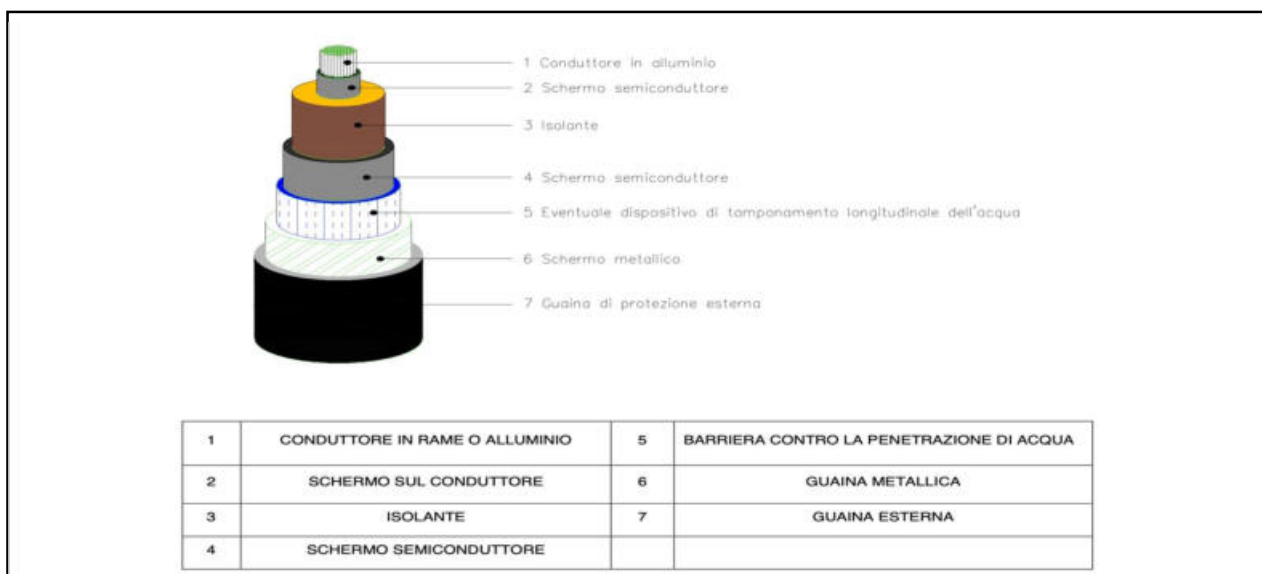 1 Conduttore in alluminio
2 Schermo semiconduttore
3 Isolante
4 Schermo semiconduttore
5 Eventuale dispositivo di tamponamento longitudinale dell'acqua
6 Schermo metallico
7 Guaina di protezione esterna
1 CONDUTTORE IN RAME O ALLUMINIO 5 BARRIERA CONTRO LA PENETRAZIONE DI ACQUA
2 SCHERMO SUL CONDUTTORE 6 GUAINA METALLICA
3 ISOLANTE 7 GUAINA ESTERNA
4 SCHERMO SEMICONDUTTORE